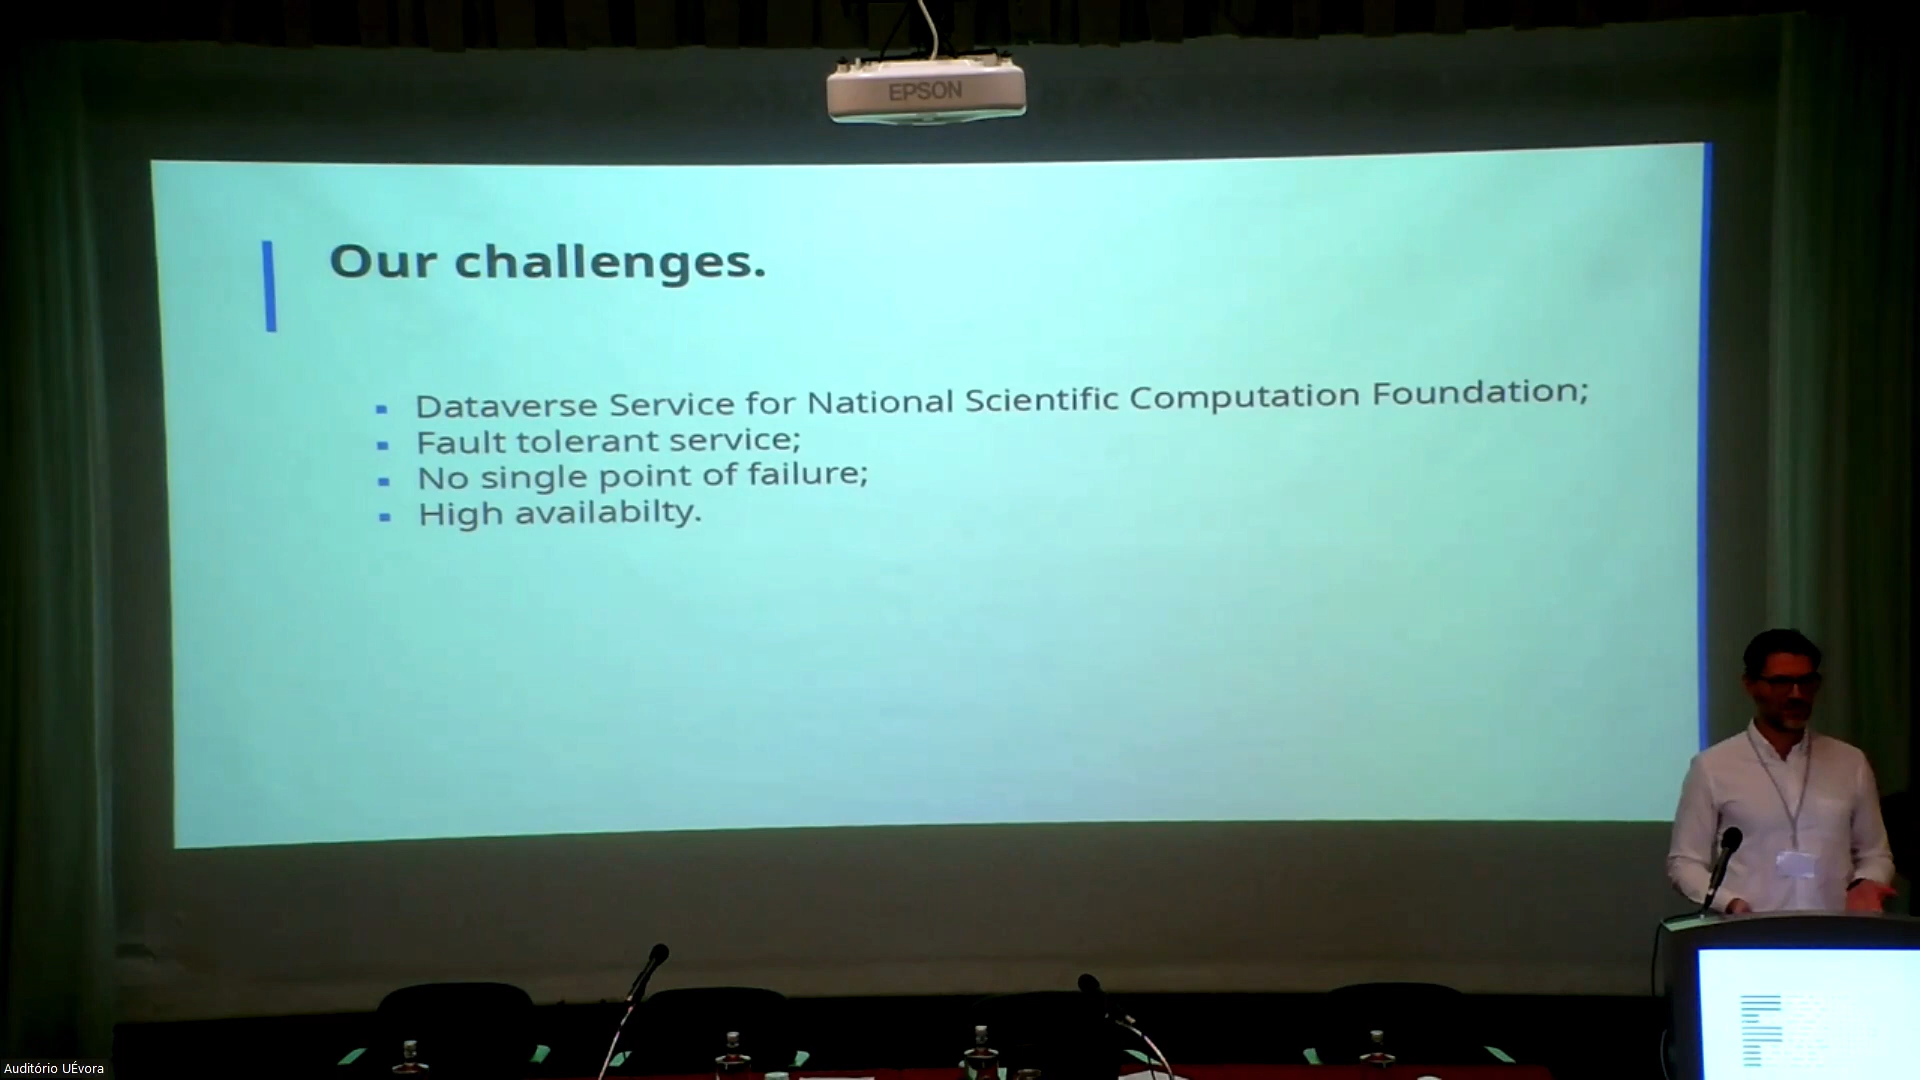 EPSON
Our challenges.
Dataverse Service for National Scientific Computation Foundation;
Fault tolerant service;
No single point of failure;
High availabilty.
Auditório UÉvora